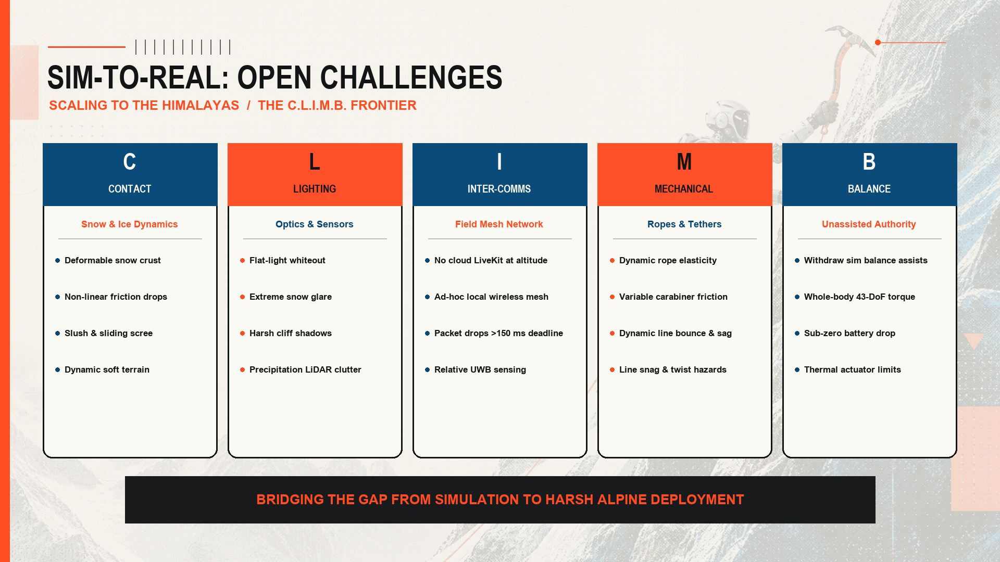 SIM-TO-REAL: OPEN CHALLENGES
SCALING TO THE HIMALAYAS / THE C.L.I.M.B. FRONTIER
C
CONTACT
Snow & Ice Dynamics
Deformable snow crust
Non-linear friction drops
Slush & sliding scree
Dynamic soft terrain
L
LIGHTING
Optics & Sensors
Flat-light whiteout
Extreme snow glare
Harsh cliff shadows
Precipitation LiDAR clutter
I
INTER-COMMS
Field Mesh Network
No cloud LiveKit at altitude
Ad-hoc local wireless mesh
Packet drops >150 ms deadline
Relative UWB sensing
M
MECHANICAL
Ropes & Tethers
Dynamic rope elasticity
Variable carabiner friction
Dynamic line bounce & sag
Line snag & twist hazards
B
BALANCE
Unassisted Authority
Withdraw sim balance assists
Whole-body 43-DoF torque
Sub-zero battery drop
Thermal actuator limits
BRIDGING THE GAP FROM SIMULATION TO HARSH ALPINE DEPLOYMENT